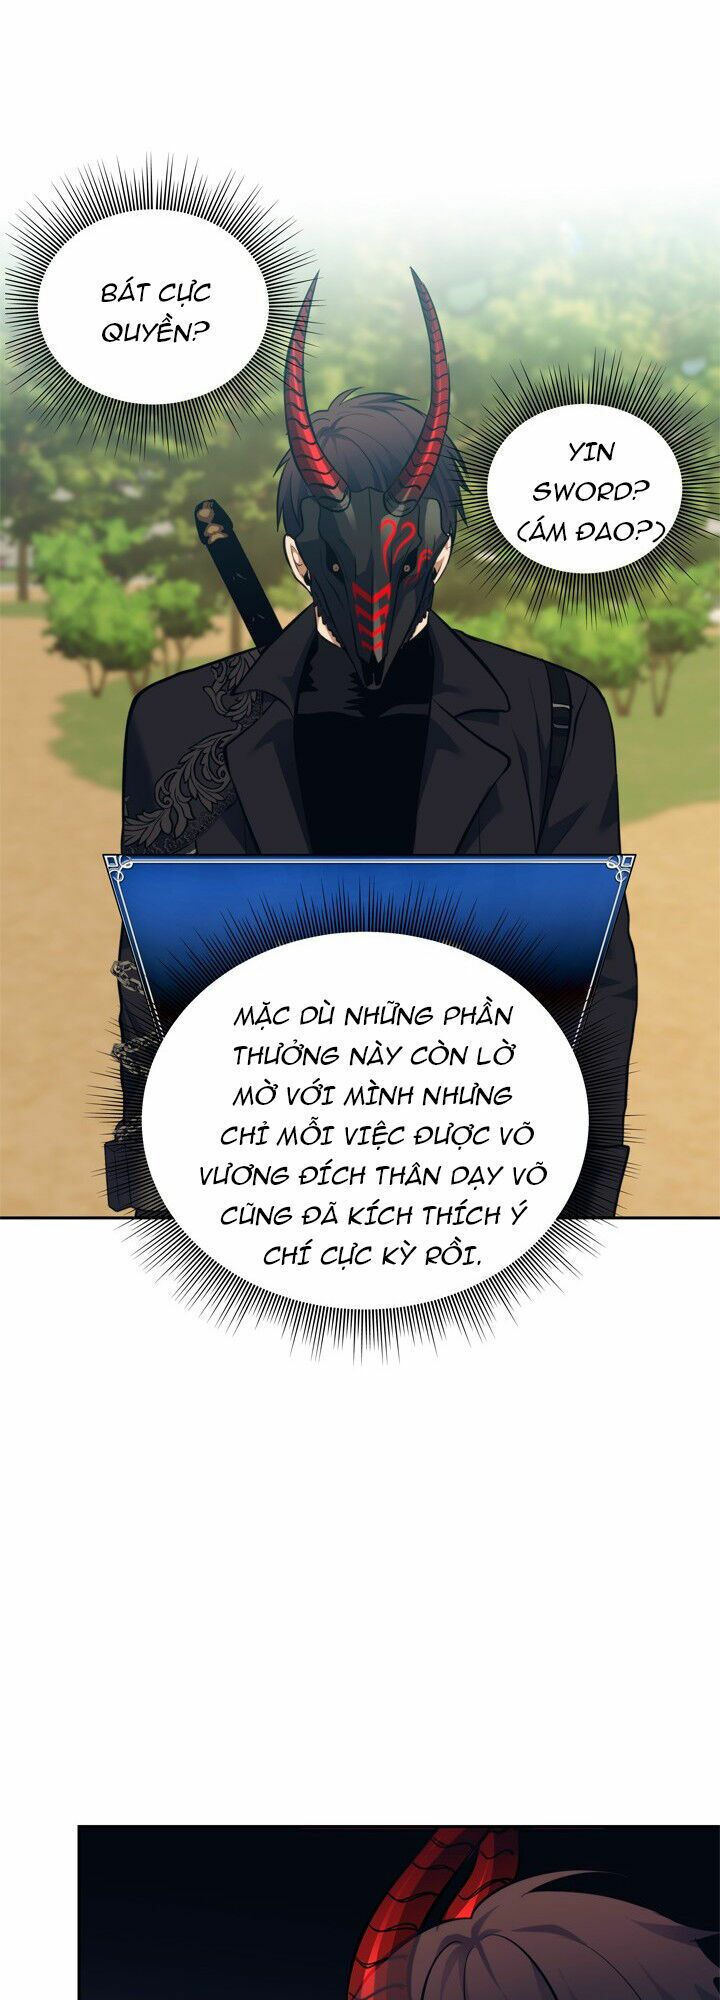 BÁT CỰC
QUYỀN?
YIN
SWORD?
(ÁM ĐAO?)
MẶC DÙ NHỮNG PHẦN
THƯỞNG NÀY CÒN LỜ
MỜ VỚI MÌNH NHƯNG
CHỈ MỖI VIỆC ĐƯỢC VÕ
VƯƠNG ĐÍCH THÂN DẠY VÕ
CŨNG ĐÃ KÍCH THÍCH Ý
CHÍ CỰC KỲ RỒI.